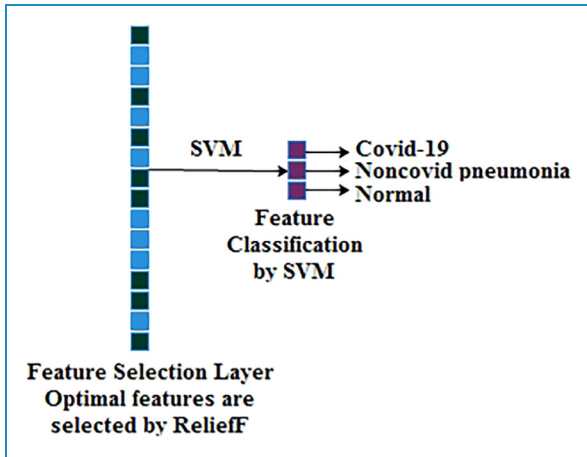 SVM
Covid-19
Noncovid pneumonia
Normal
Feature
Classification
by SVM
Feature Selection Layer
Optimal features are
selected by ReliefF